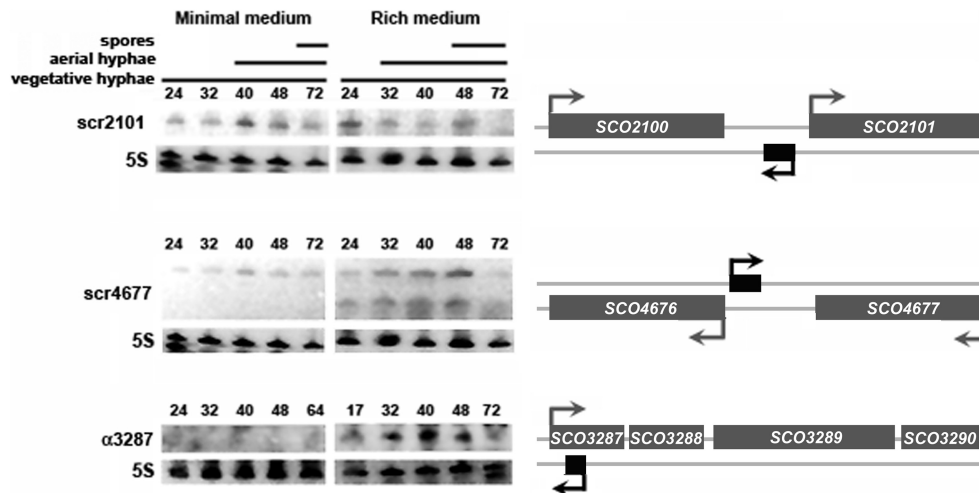 Minimal medium Rich medium
spores
aerial hyphae
vegetative hyphae
24 32 40 48 72 24 32 40 48 72
scr2101
5S
SCO2100 SCO2101
24 32 40 48 72 24 32 40 48 72
scr4677
5S
SCO4676 SCO4677
24 32 40 48 64 17 32 40 48 72
α3287
5S
SCO3287 SCO3288 SCO3289 SCO3290